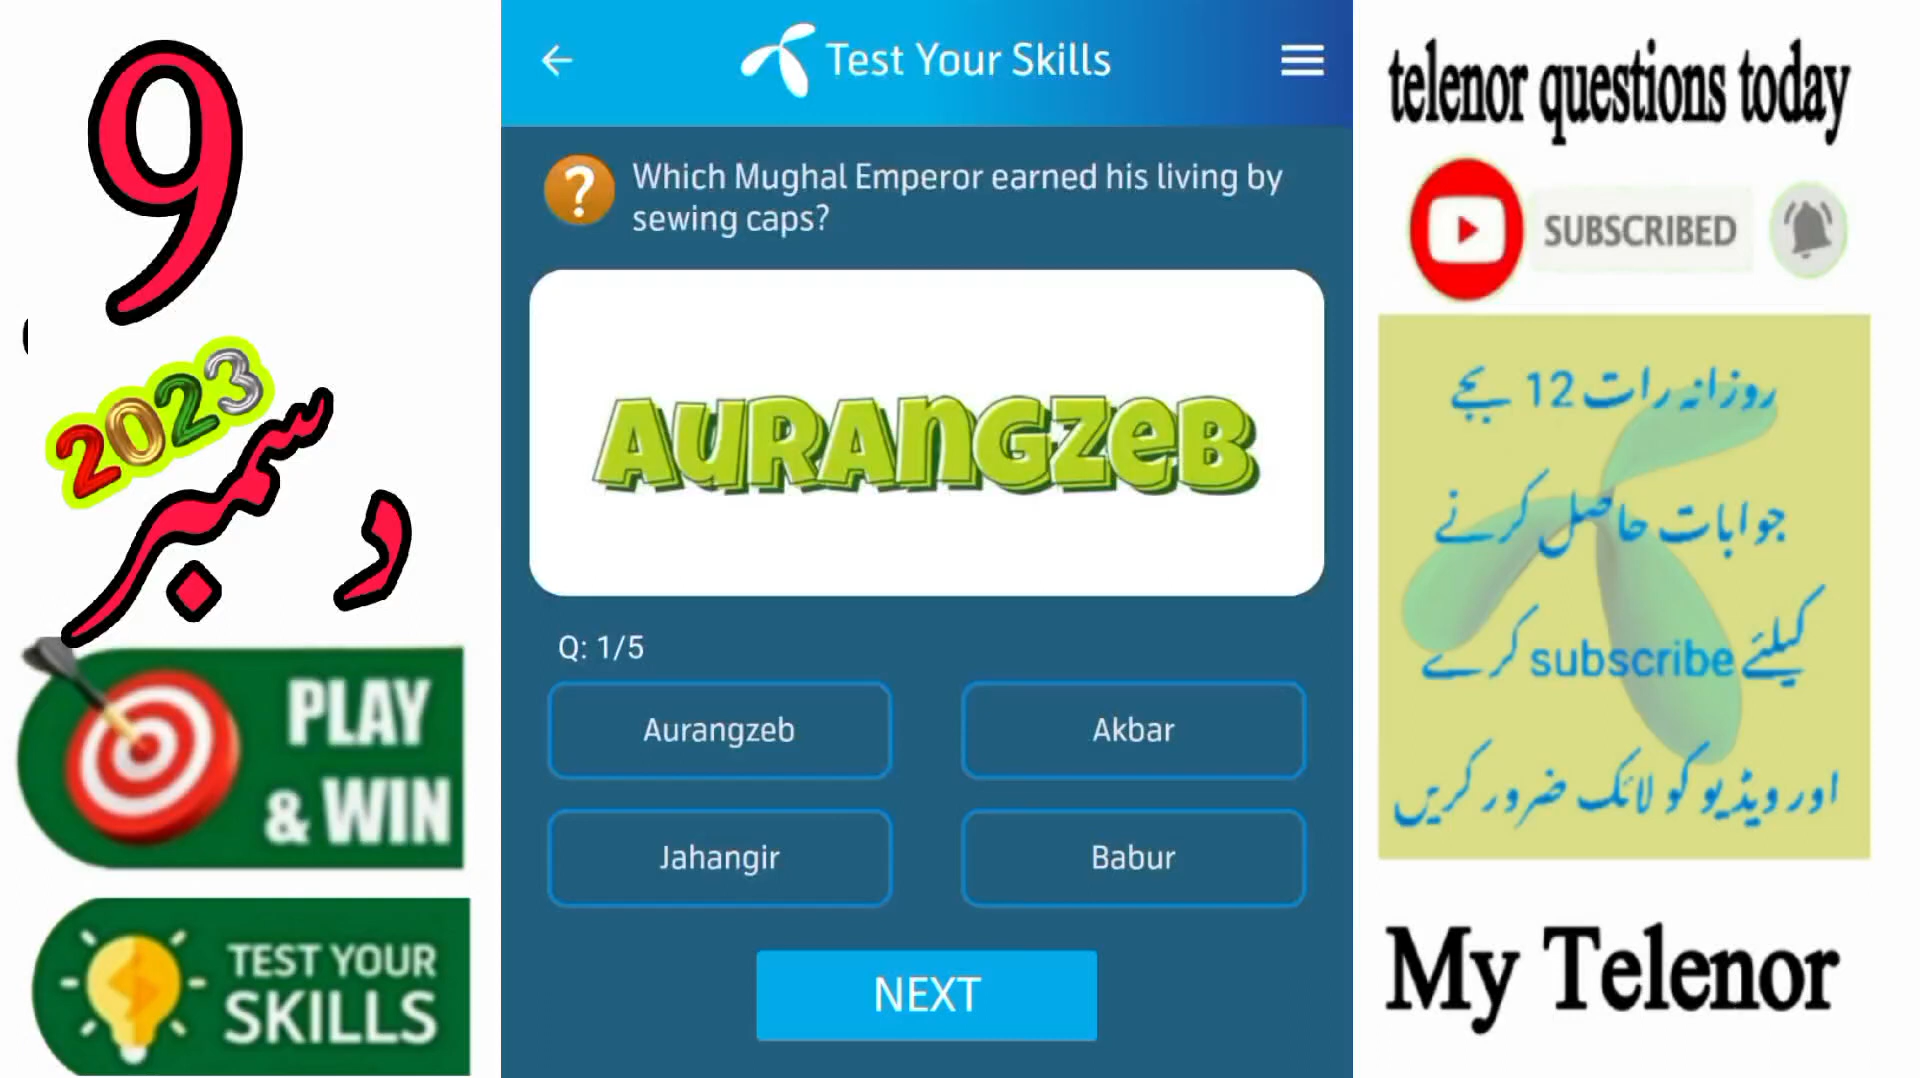 9
2023
دسمبر
PLAY
& WIN
TEST YOUR
SKILLS
Test Your Skills
?
Which Mughal Emperor earned his living by
sewing caps?
AURANGZEB
Q: 1/5
Aurangzeb
Akbar
Jahangir
Babur
NEXT
telenor questions today
SUBSCRIBED
روزانہ رات 12 بجے
جوابات حاصل کرنے
کیلئے subscribe کرے
اور ویڈیو کو لائک ضرور کریں
My Telenor